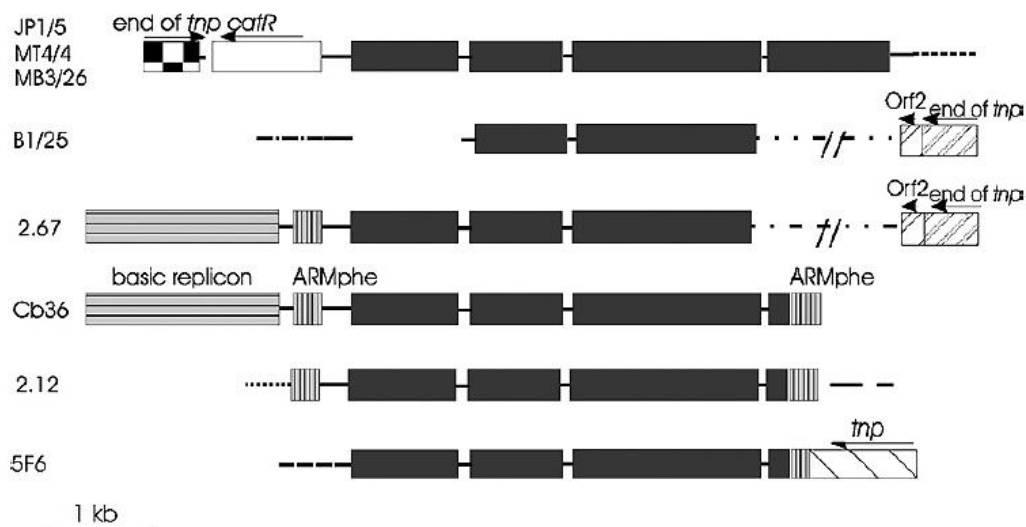 JP1/5 end of tnp catR
MT4/4
MB3/26
Orf2 end of tnp
B1/25
Orf2 end of tnp
2.67
basic replicon ARMphe ARMphe
Cb36
2.12
tnp
5F6
1 kb